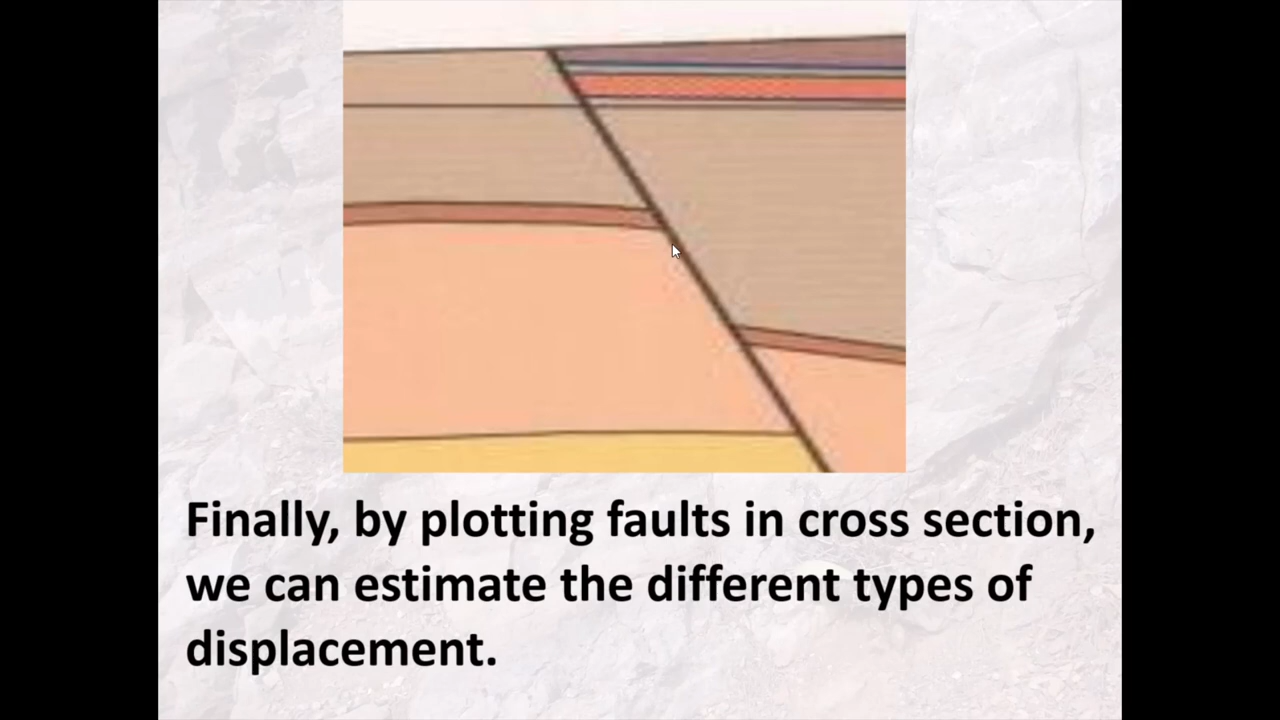 Finally, by plotting faults in cross section,
we can estimate the different types of
displacement.